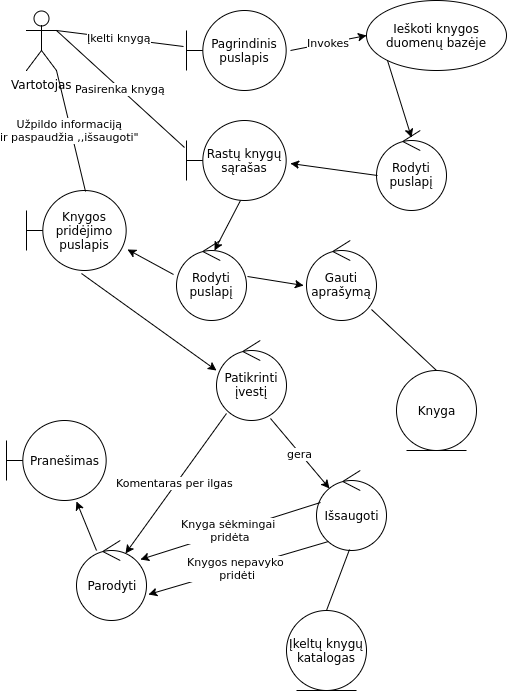 Įkelti knygą
Pagrindinis
puslapis
Invokes
Ieškoti knygos
duomenų bazėje
Vartotojas
Pasirenka knygą
Užpildo informaciją
ir paspaudžia ,,išsaugoti"
Rastų knygų
sąrašas
Rodyti
puslapį
Knygos
pridėjimo
puslapis
Rodyti
puslapį
Gauti
aprašymą
Patikrinti
įvestį
Knyga
gera
Pranešimas
Komentaras per ilgas
Išsaugoti
Knyga sėkmingai
pridėta
Knygos nepavyko
pridėti
Parodyti
Įkeltų knygų
katalogas